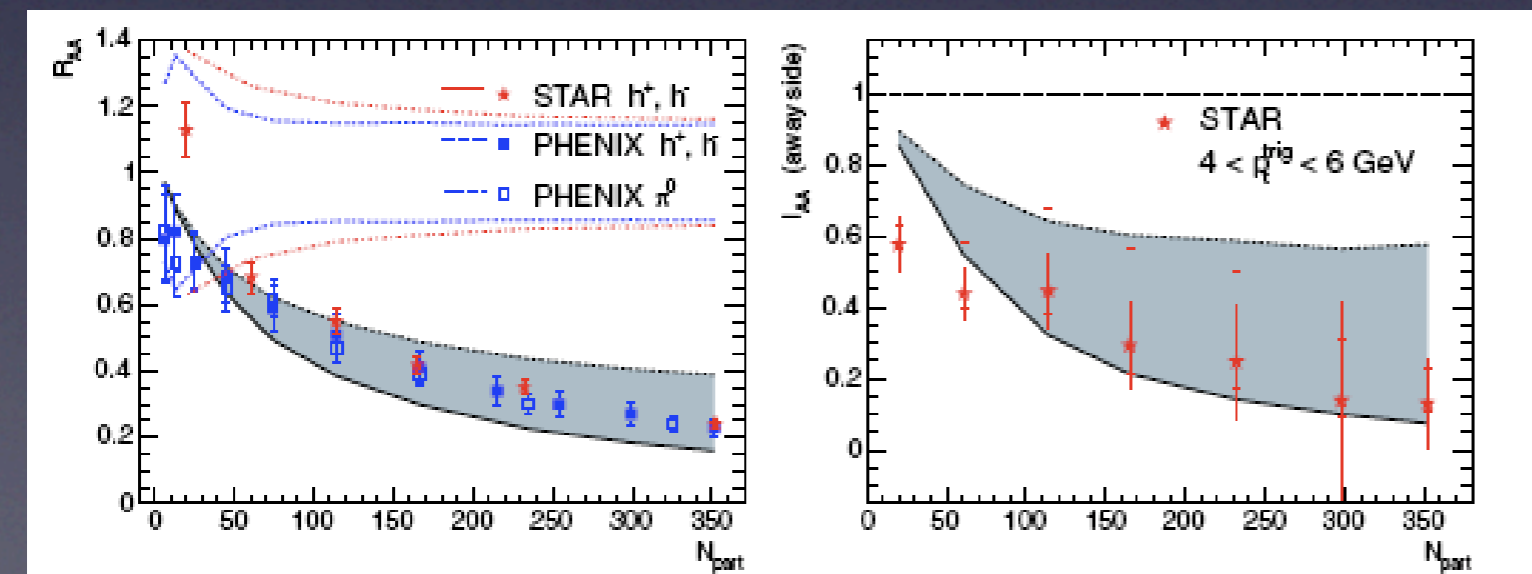 R_AA
1.4
1.2
1
0.8
0.6
0.4
0.2
0
STAR h⁺, h⁻
PHENIX h⁺, h⁻
PHENIX π⁰
0 50 100 150 200 250 300 350
N_part
I_AA (away side)
1
0.8
0.6
0.4
0.2
0
STAR
4 < p_t^trig < 6 GeV
0 50 100 150 200 250 300 350
N_part